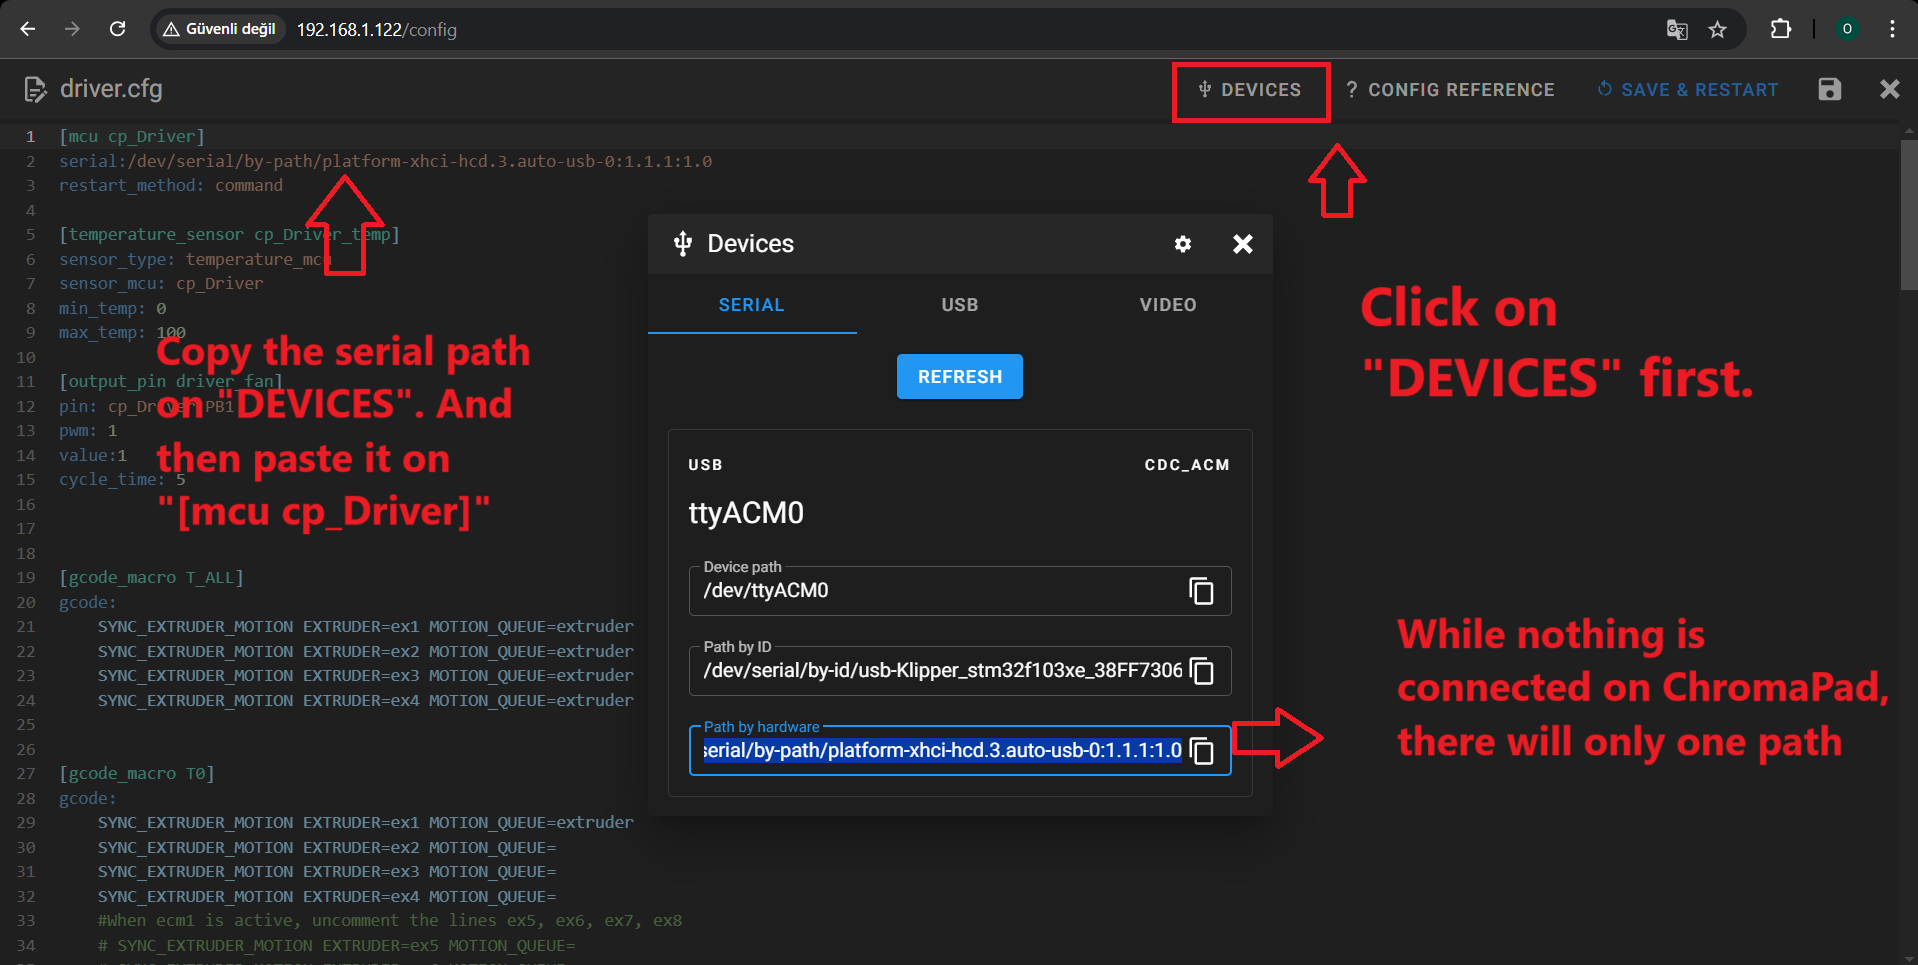 Güvenli değil
192.168.1.122/config
O
driver.cfg
DEVICES
? CONFIG REFERENCE
SAVE & RESTART
1 [mcu cp_Driver]
2 serial:/dev/serial/by-path/platform-xhci-hcd.3.auto-usb-0:1.1.1:1.0
3 restart_method: command
4
5 [temperature_sensor cp_Driver_temp]
6 sensor_type: temperature_mcu
7 sensor_mcu: cp_Driver
8 min_temp: 0
9 max_temp: 100
10
11 [output_pin driver_fan]
12 pin: cp_Driver:PB1
13 pwm: 1
14 value:1
15 cycle_time: 5
16
17
18
19 [gcode_macro T_ALL]
20 gcode:
21 SYNC_EXTRUDER_MOTION EXTRUDER=ex1 MOTION_QUEUE=extruder
22 SYNC_EXTRUDER_MOTION EXTRUDER=ex2 MOTION_QUEUE=extruder
23 SYNC_EXTRUDER_MOTION EXTRUDER=ex3 MOTION_QUEUE=extruder
24 SYNC_EXTRUDER_MOTION EXTRUDER=ex4 MOTION_QUEUE=extruder
25
26
27 [gcode_macro T0]
28 gcode:
29 SYNC_EXTRUDER_MOTION EXTRUDER=ex1 MOTION_QUEUE=extruder
30 SYNC_EXTRUDER_MOTION EXTRUDER=ex2 MOTION_QUEUE=
31 SYNC_EXTRUDER_MOTION EXTRUDER=ex3 MOTION_QUEUE=
32 SYNC_EXTRUDER_MOTION EXTRUDER=ex4 MOTION_QUEUE=
33 #When ecm1 is active, uncomment the lines ex5, ex6, ex7, ex8
34 # SYNC_EXTRUDER_MOTION EXTRUDER=ex5 MOTION_QUEUE=
Copy the serial path
on "DEVICES". And
then paste it on
"[mcu cp_Driver]"
Devices
SERIAL
USB
VIDEO
REFRESH
USB
CDC_ACM
ttyACM0
Device path
/dev/ttyACM0
Path by ID
/dev/serial/by-id/usb-Klipper_stm32f103xe_38FF7306
Path by hardware
serial/by-path/platform-xhci-hcd.3.auto-usb-0:1.1.1:1.0
Click on
"DEVICES" first.
While nothing is
connected on ChromaPad,
there will only one path